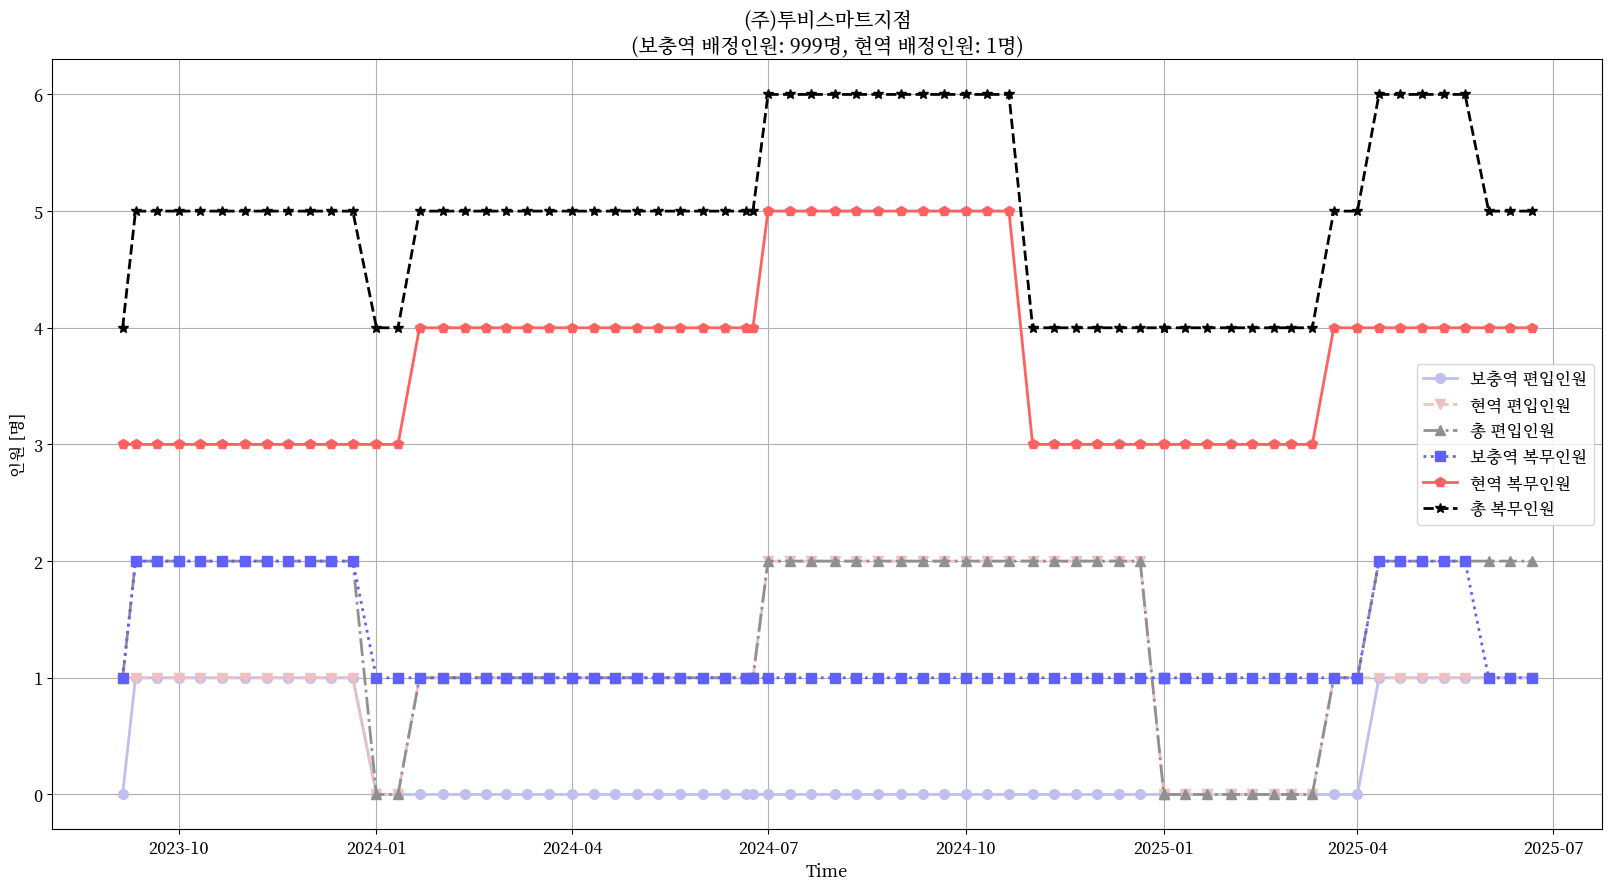 (주)투비스마트지점
(보충역 배정인원: 999명, 현역 배정인원: 1명)
인원 [명]
6
5
4
3
2
1
0
보충역 편입인원
현역 편입인원
총 편입인원
보충역 복무인원
현역 복무인원
총 복무인원
2023-10
2024-01
2024-04
2024-07
2024-10
2025-01
2025-04
2025-07
Time